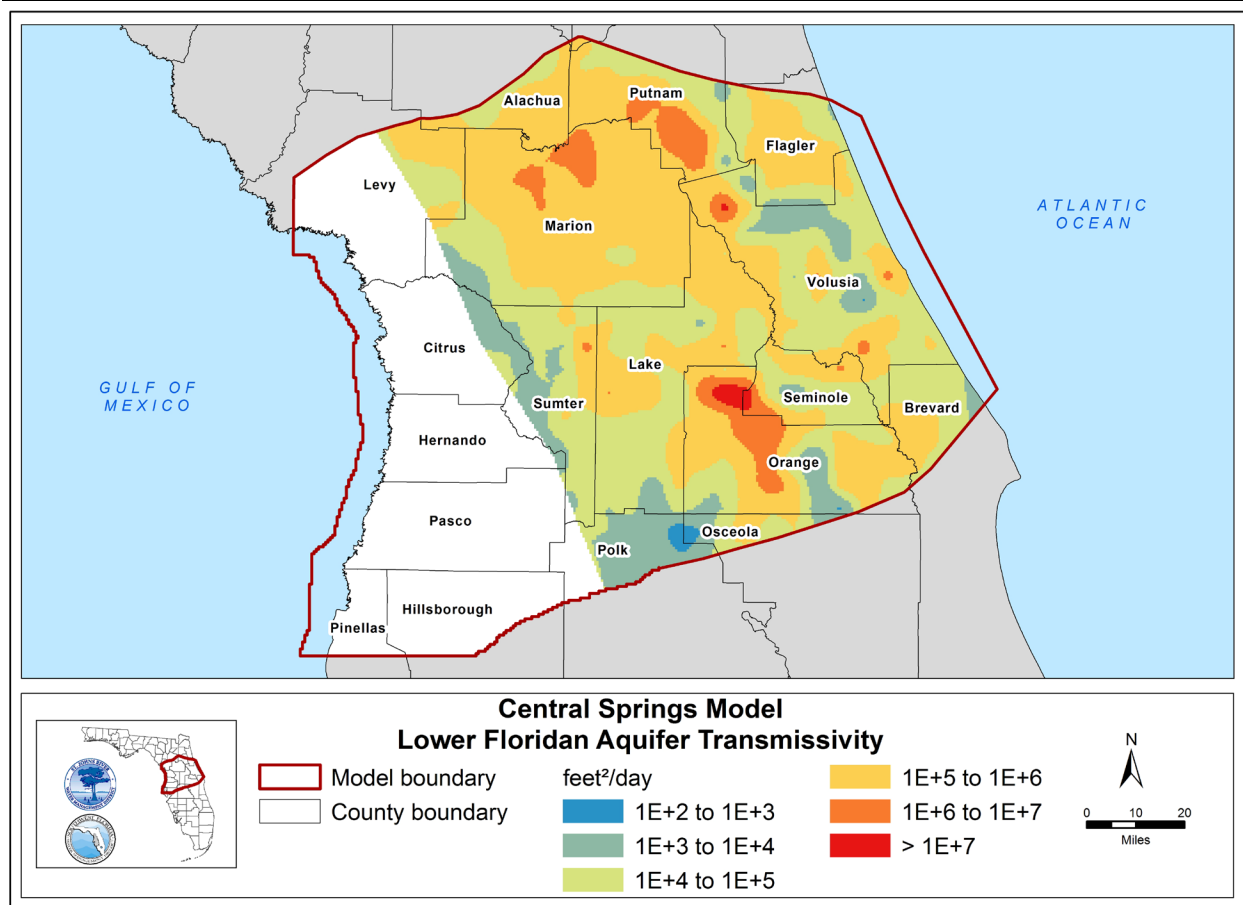 Alachua
Putnam
Flagler
Levy
ATLANTIC
OCEAN
Marion
Volusia
Citrus
Lake
GULF OF
MEXICO
Seminole
Sumter
Brevard
Hernando
Orange
Pasco
Osceola
Polk
Hillsborough
Pinellas
Central Springs Model
Lower Floridan Aquifer Transmissivity
Model boundary
County boundary
feet²/day
1E+2 to 1E+3
1E+3 to 1E+4
1E+4 to 1E+5
1E+5 to 1E+6
1E+6 to 1E+7
> 1E+7
N
0 10 20
Miles